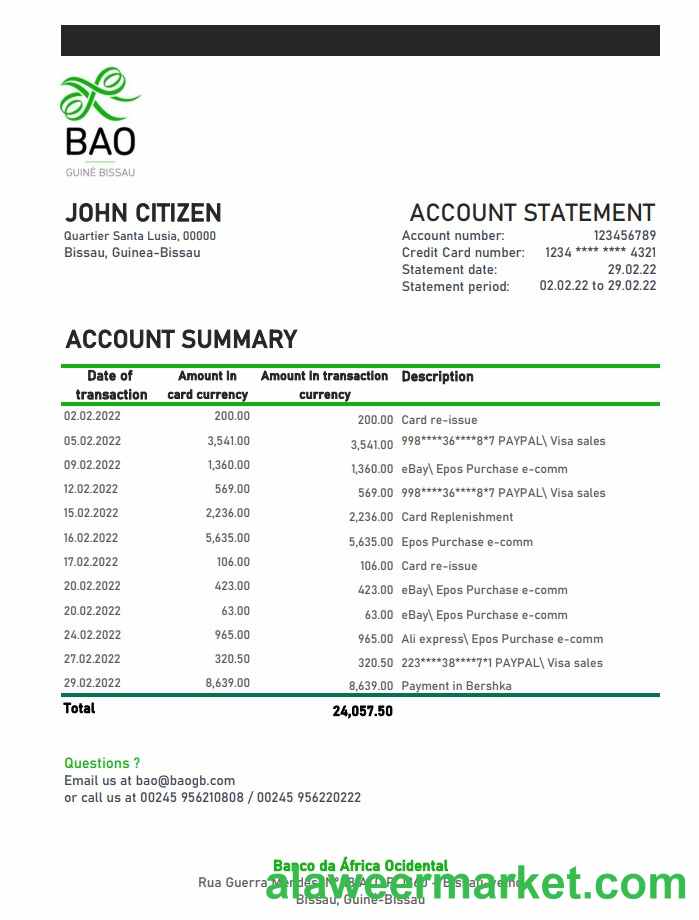 BAO
GUINÉ BISSAU
JOHN CITIZEN
Quartier Santa Lusia, 00000
Bissau, Guinea-Bissau
ACCOUNT STATEMENT
Account number: 123456789
Credit Card number: 1234 **** **** 4321
Statement date: 29.02.22
Statement period: 02.02.22 to 29.02.22
ACCOUNT SUMMARY
Date of transaction Amount in card currency Amount in transaction currency Description
02.02.2022 200.00 200.00 Card re-issue
05.02.2022 3,541.00 3,541.00 998****36****8*7 PAYPAL\ Visa sales
09.02.2022 1,360.00 1,360.00 eBay\ Epos Purchase e-comm
12.02.2022 569.00 569.00 998****36****8*7 PAYPAL\ Visa sales
15.02.2022 2,236.00 2,236.00 Card Replenishment
16.02.2022 5,635.00 5,635.00 Epos Purchase e-comm
17.02.2022 106.00 106.00 Card re-issue
20.02.2022 423.00 423.00 eBay\ Epos Purchase e-comm
20.02.2022 63.00 63.00 eBay\ Epos Purchase e-comm
24.02.2022 965.00 965.00 Ali express\ Epos Purchase e-comm
27.02.2022 320.50 320.50 223****38****7*1 PAYPAL\ Visa sales
29.02.2022 8,639.00 8,639.00 Payment in Bershka
Total 24,057.50
Questions ?
Email us at bao@baogb.com
or call us at 00245 956210808 / 00245 956220222
Banco da África Ocidental
Rua Guerra Mendes
alaweermarket.com
Bissau, Guiné-Bissau